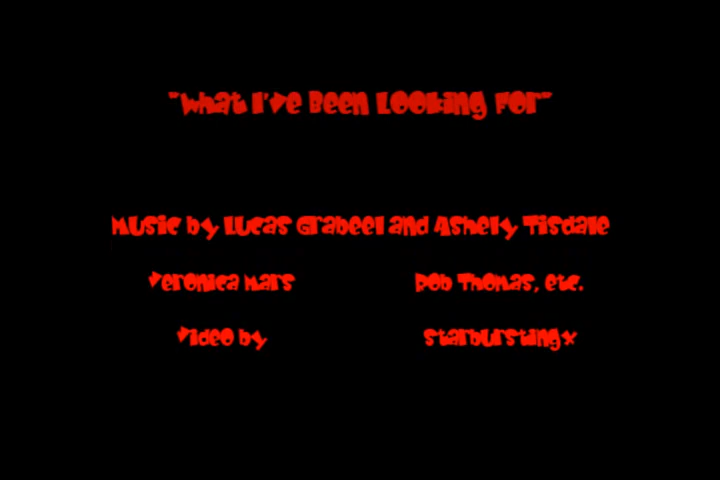 "What I've Been Looking For"
Music by Lucas Grabeel and Ashely Tisdale
Veronica Mars Rob Thomas, etc.
Video by starbursting*